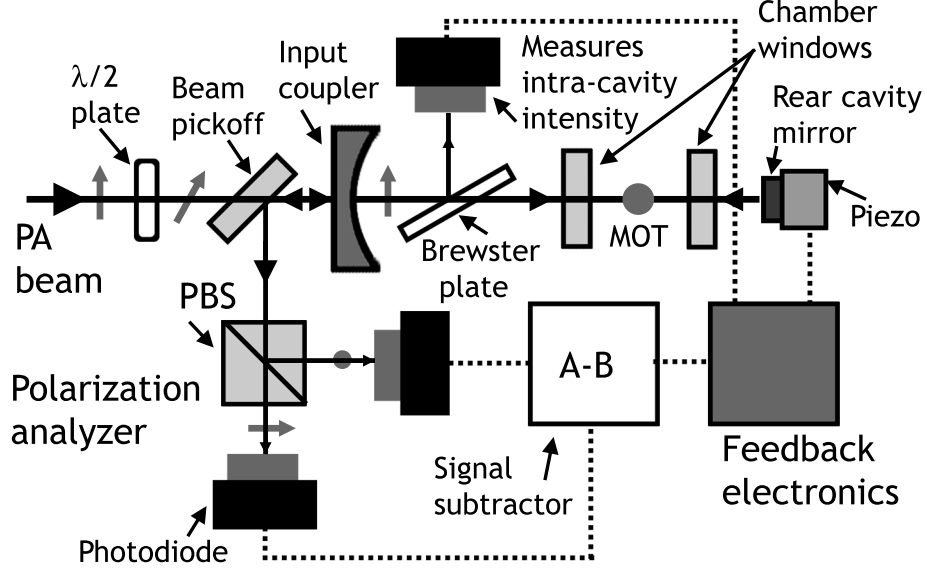 λ/2
plate
Beam
pickoff
Input
coupler
Measures
intra-cavity
intensity
Chamber
windows
Rear cavity
mirror
PA
beam
Brewster
plate
MOT
Piezo
PBS
Polarization
analyzer
A-B
Signal
subtractor
Feedback
electronics
Photodiode